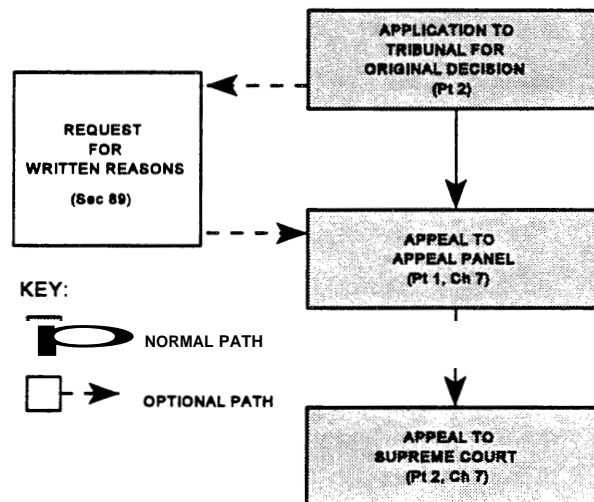 APPLICATION TO
TRIBUNAL FOR
ORIGINAL DECISION
(Pt 2)
REQUEST
FOR
WRITTEN REASONS
(Sec 89)
APPEAL TO
APPEAL PANEL
(Pt 1, Ch 7)
KEY:
NORMAL PATH
OPTIONAL PATH
APPEAL TO
SUPREME COURT
(Pt 2, Ch 7)